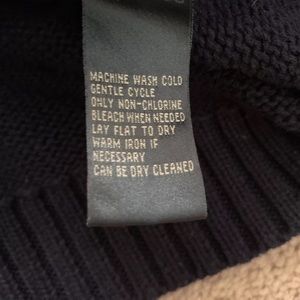 MACHINE WASH COLD
GENTLE CYCLE
ONLY NON-CHLORINE
BLEACH WHEN NEEDED
LAY FLAT TO DRY
WARM IRON IF
NECESSARY
CAN BE DRY CLEANED